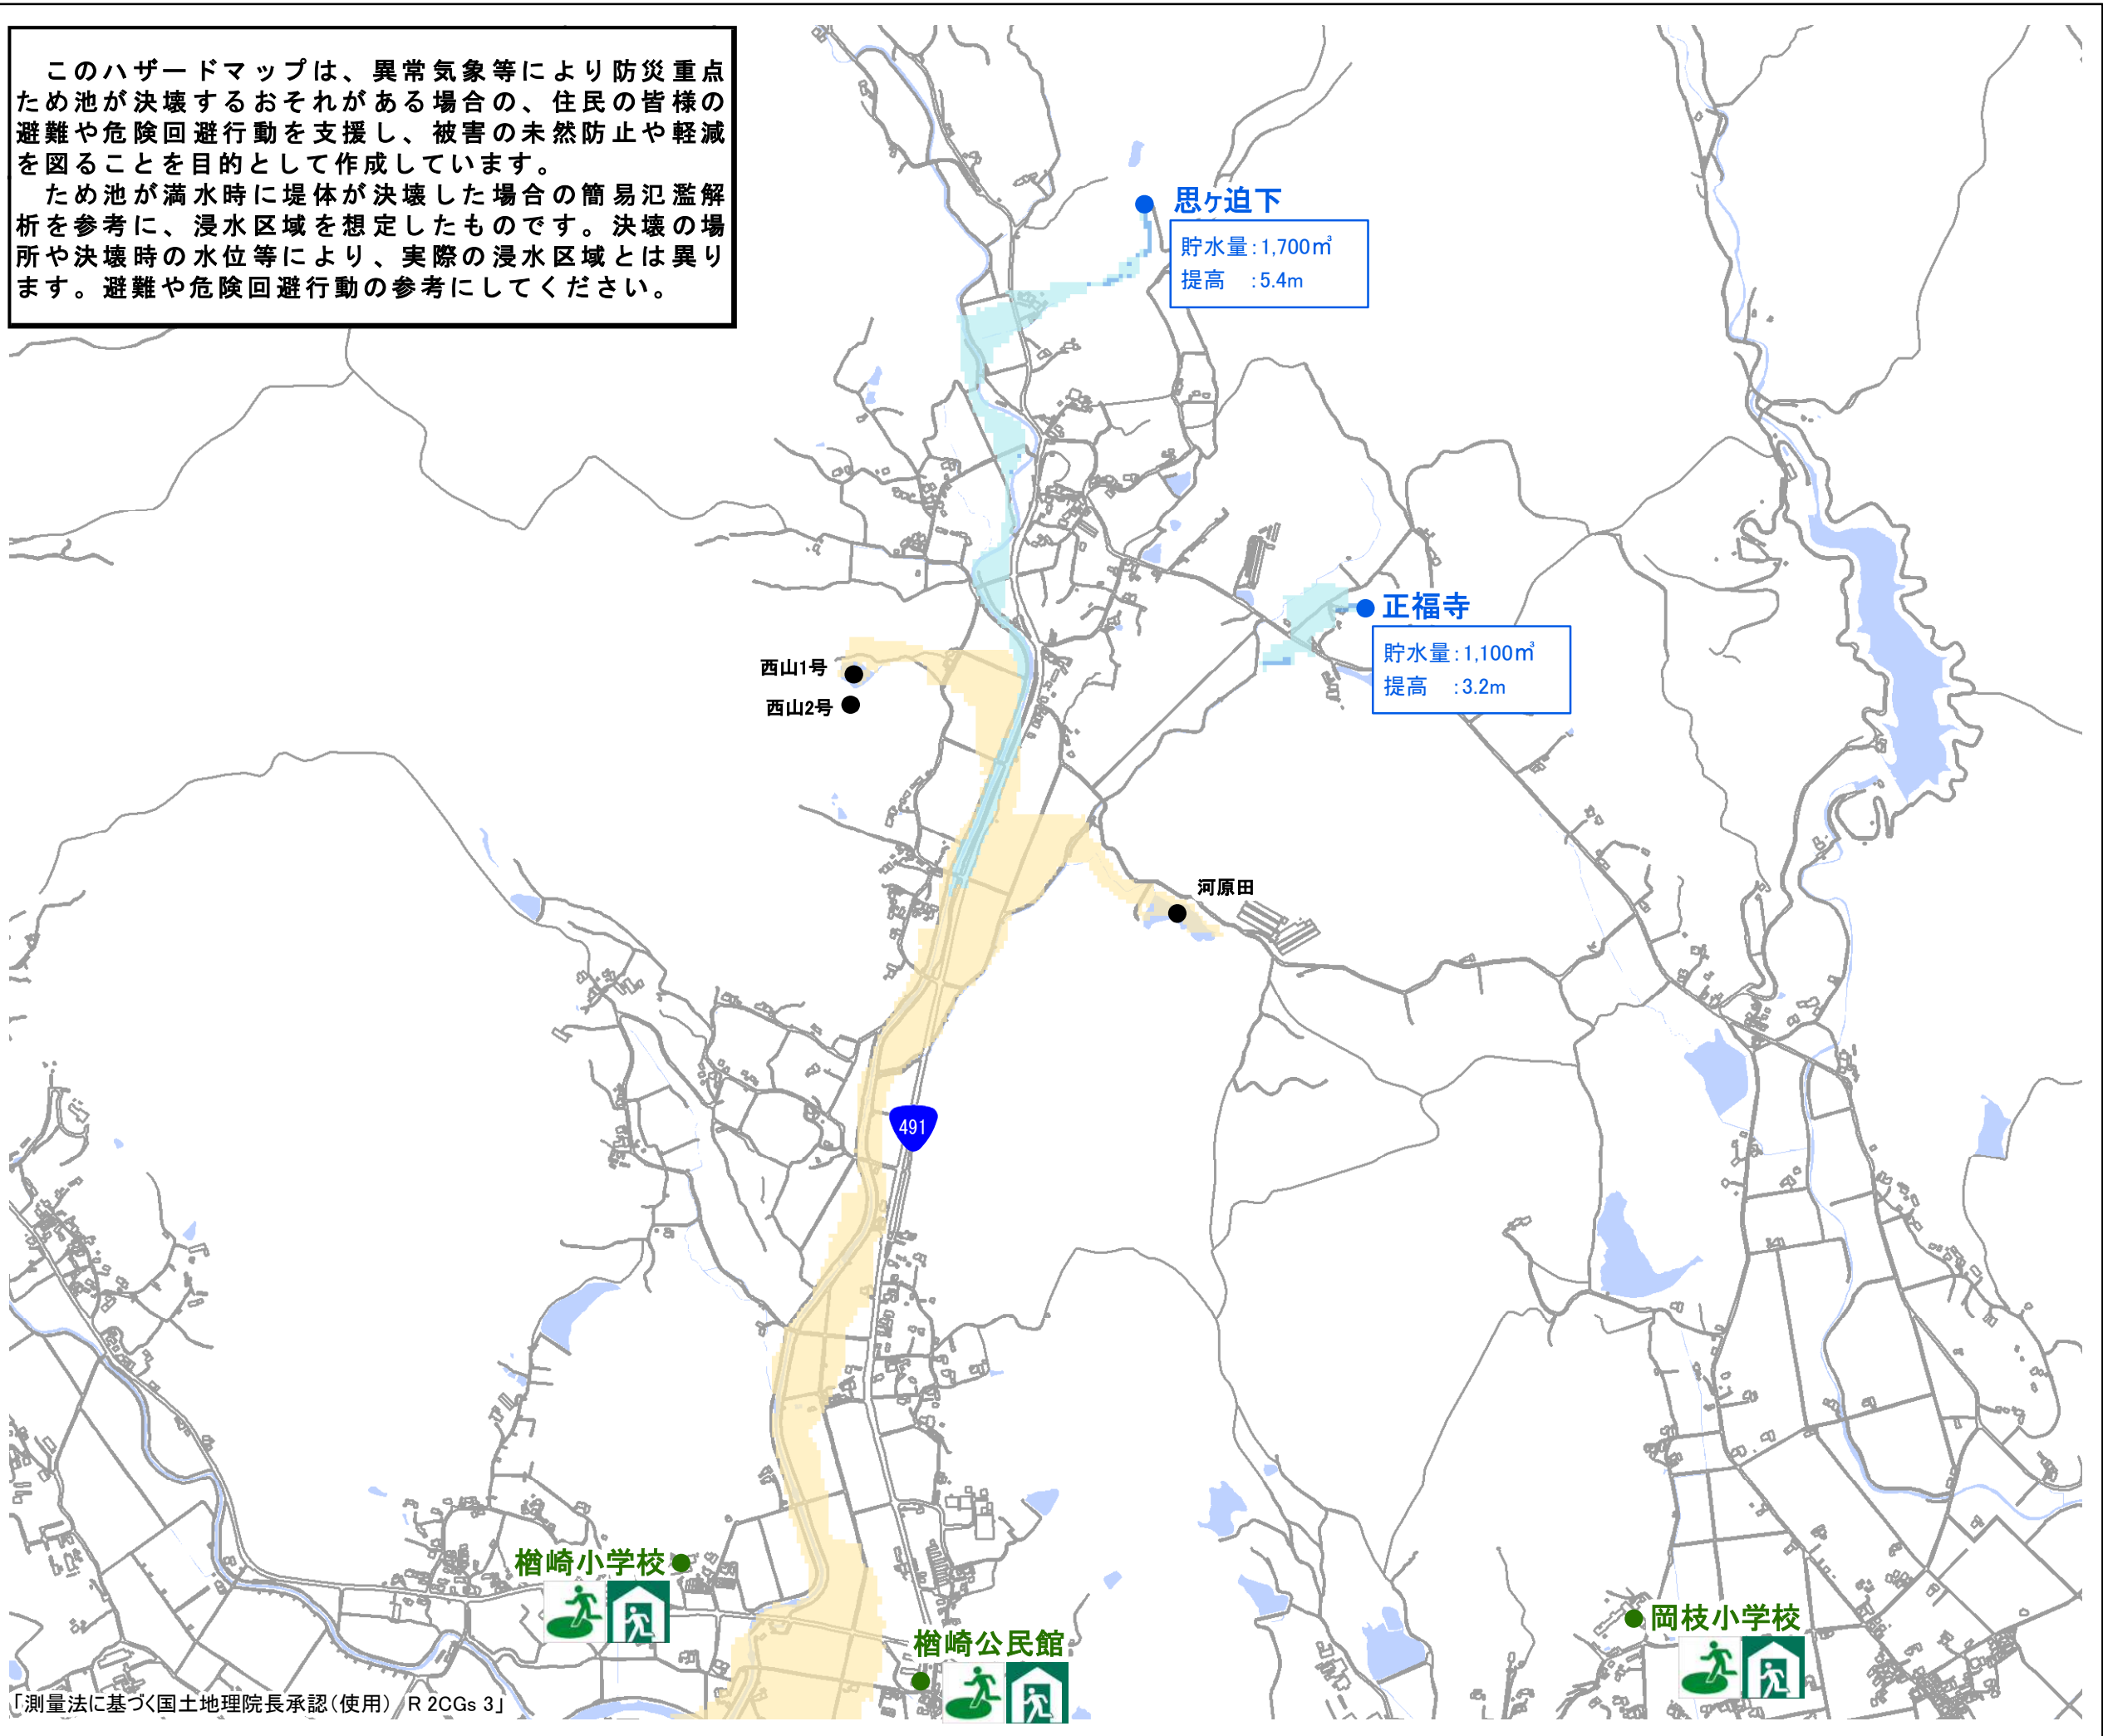 このハザードマップは、異常気象等により防災重点
ため池が決壊するおそれがある場合の、住民の皆様の
避難や危険回避行動を支援し、被害の未然防止や軽減
を図ることを目的として作成しています。
ため池が満水時に堤体が決壊した場合の簡易氾濫解
析を参考に、浸水区域を想定したものです。決壊の場
所や決壊時の水位等により、実際の浸水区域とは異り
ます。避難や危険回避行動の参考にしてください。
思ヶ迫下
貯水量:1,700㎥
提高 :5.4m
正福寺
貯水量:1,100㎥
提高 :3.2m
西山1号
西山2号
河原田
491
楢崎小学校
楢崎公民館
岡枝小学校
「測量法に基づく国土地理院長承認(使用) R 2CGs 3」